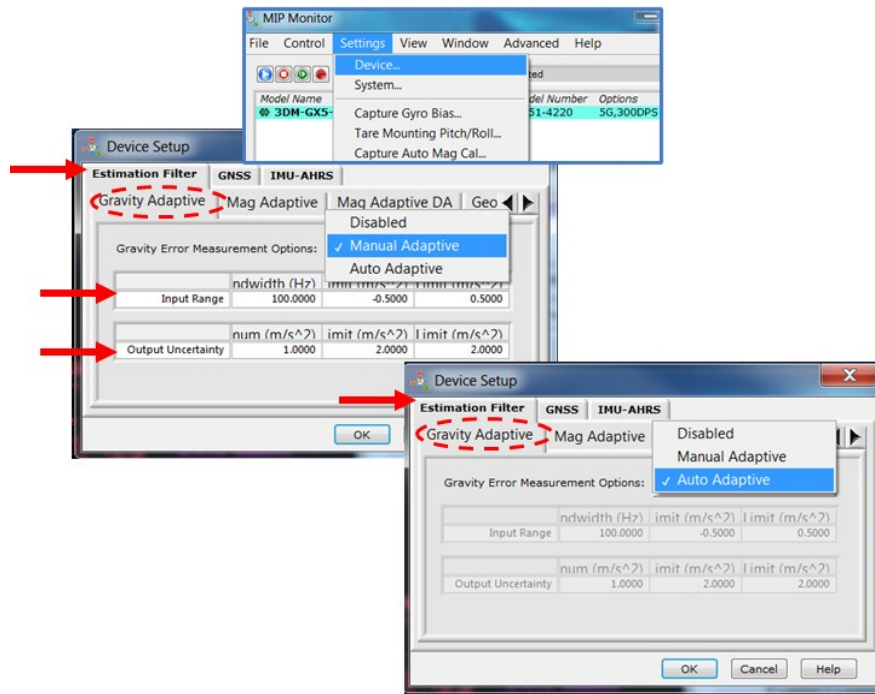 MIP Monitor
File Control Settings View Window Advanced Help
Device...
System...
Capture Gyro Bias...
Tare Mounting Pitch/Roll...
Capture Auto Mag Cal...
Model Name Number Options
3DM-GX5- 51-4220 5G,300DPS
Device Setup
Estimation Filter GNSS IMU-AHRS
Gravity Adaptive Mag Adaptive Mag Adaptive DA Geo
Gravity Error Measurement Options:
Disabled
✓ Manual Adaptive
Auto Adaptive
ndwidth (Hz) imit (m/s^2) Limit (m/s^2)
Input Range 100.0000 -0.5000 0.5000
num (m/s^2) imit (m/s^2) Limit (m/s^2)
Output Uncertainty 1.0000 2.0000 2.0000
OK
Device Setup
Estimation Filter GNSS IMU-AHRS
Gravity Adaptive Mag Adaptive
Gravity Error Measurement Options:
Disabled
Manual Adaptive
✓ Auto Adaptive
ndwidth (Hz) imit (m/s^2) Limit (m/s^2)
Input Range 100.0000 -0.5000 0.5000
num (m/s^2) imit (m/s^2) Limit (m/s^2)
Output Uncertainty 1.0000 2.0000 2.0000
OK Cancel Help